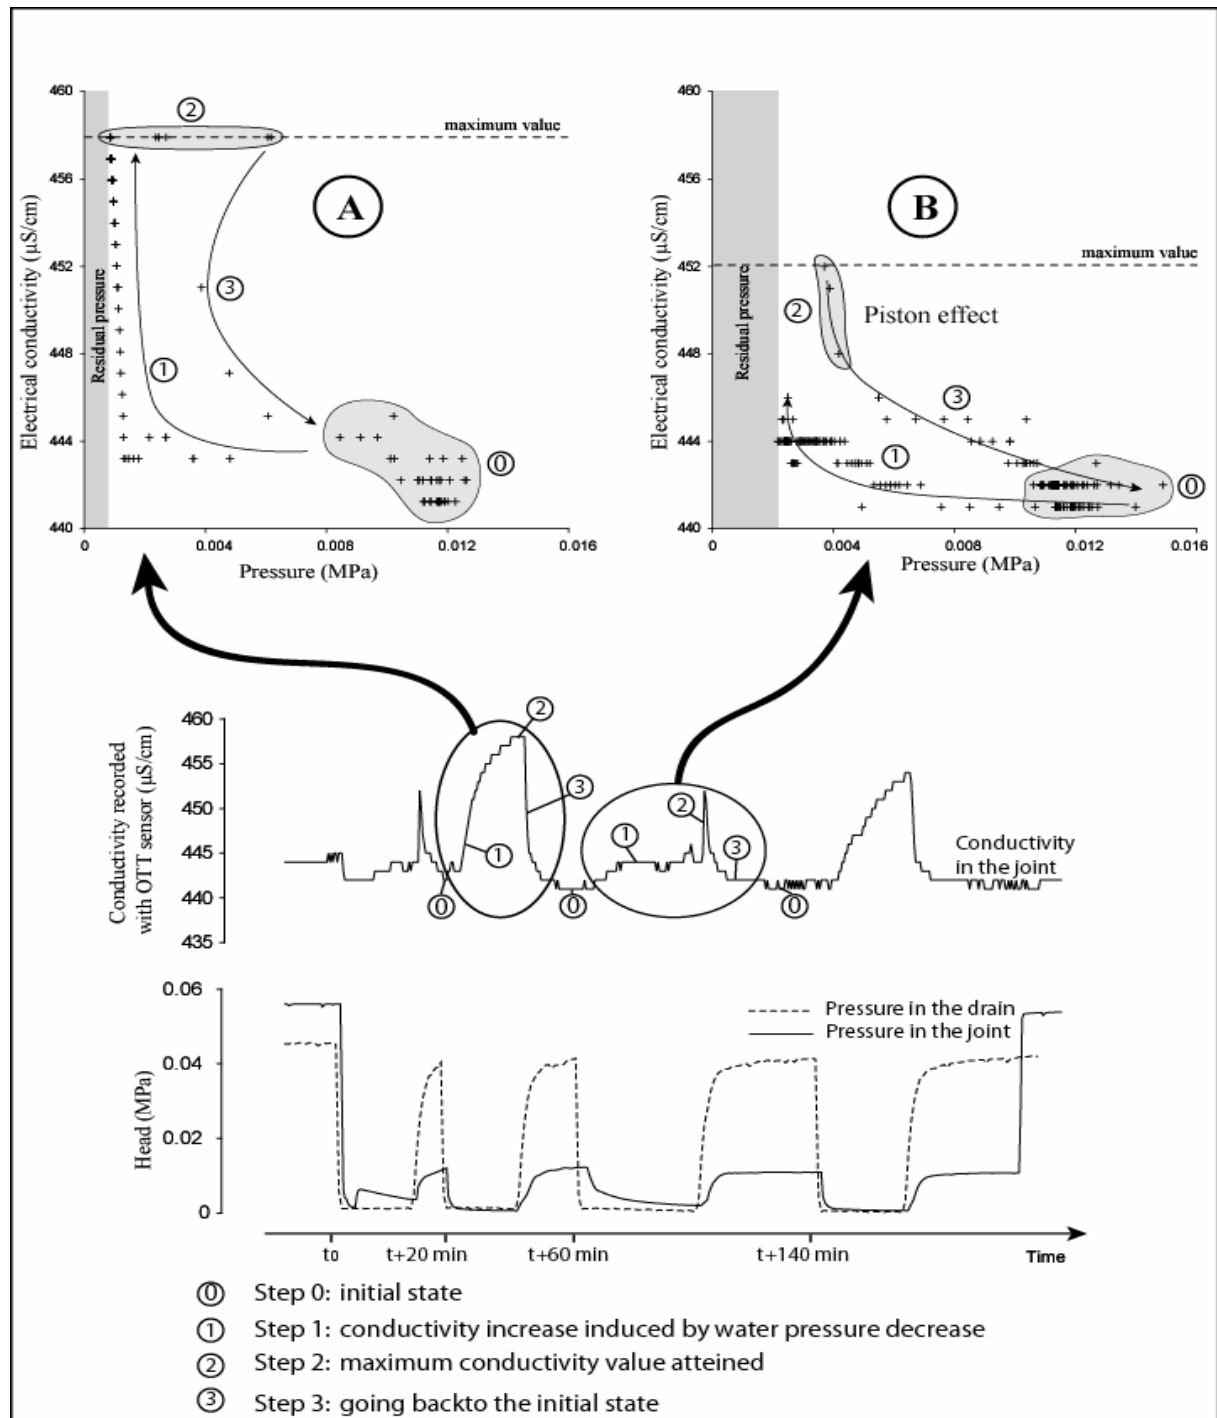 460
456
452
448
444
440
Electrical conductivity (µS/cm)
Residual pressure
2
maximum value
A
3
1
0
0
0.004
0.008
0.012
0.016
Pressure (MPa)
460
456
452
448
444
440
Electrical conductivity (µS/cm)
Residual pressure
B
maximum value
2
Piston effect
3
1
0
0
0.004
0.008
0.012
0.016
Pressure (MPa)
Conductivity recorded
with OTT sensor (µS/cm)
460
455
450
445
440
435
2
3
1
0
0
1
2
3
0
Conductivity
in the joint
Head (MPa)
0.06
0.04
0.02
0
Pressure in the drain
Pressure in the joint
to
t+20 min
t+60 min
t+140 min
Time
0 Step 0: initial state
1 Step 1: conductivity increase induced by water pressure decrease
2 Step 2: maximum conductivity value atteined
3 Step 3: going backto the initial state